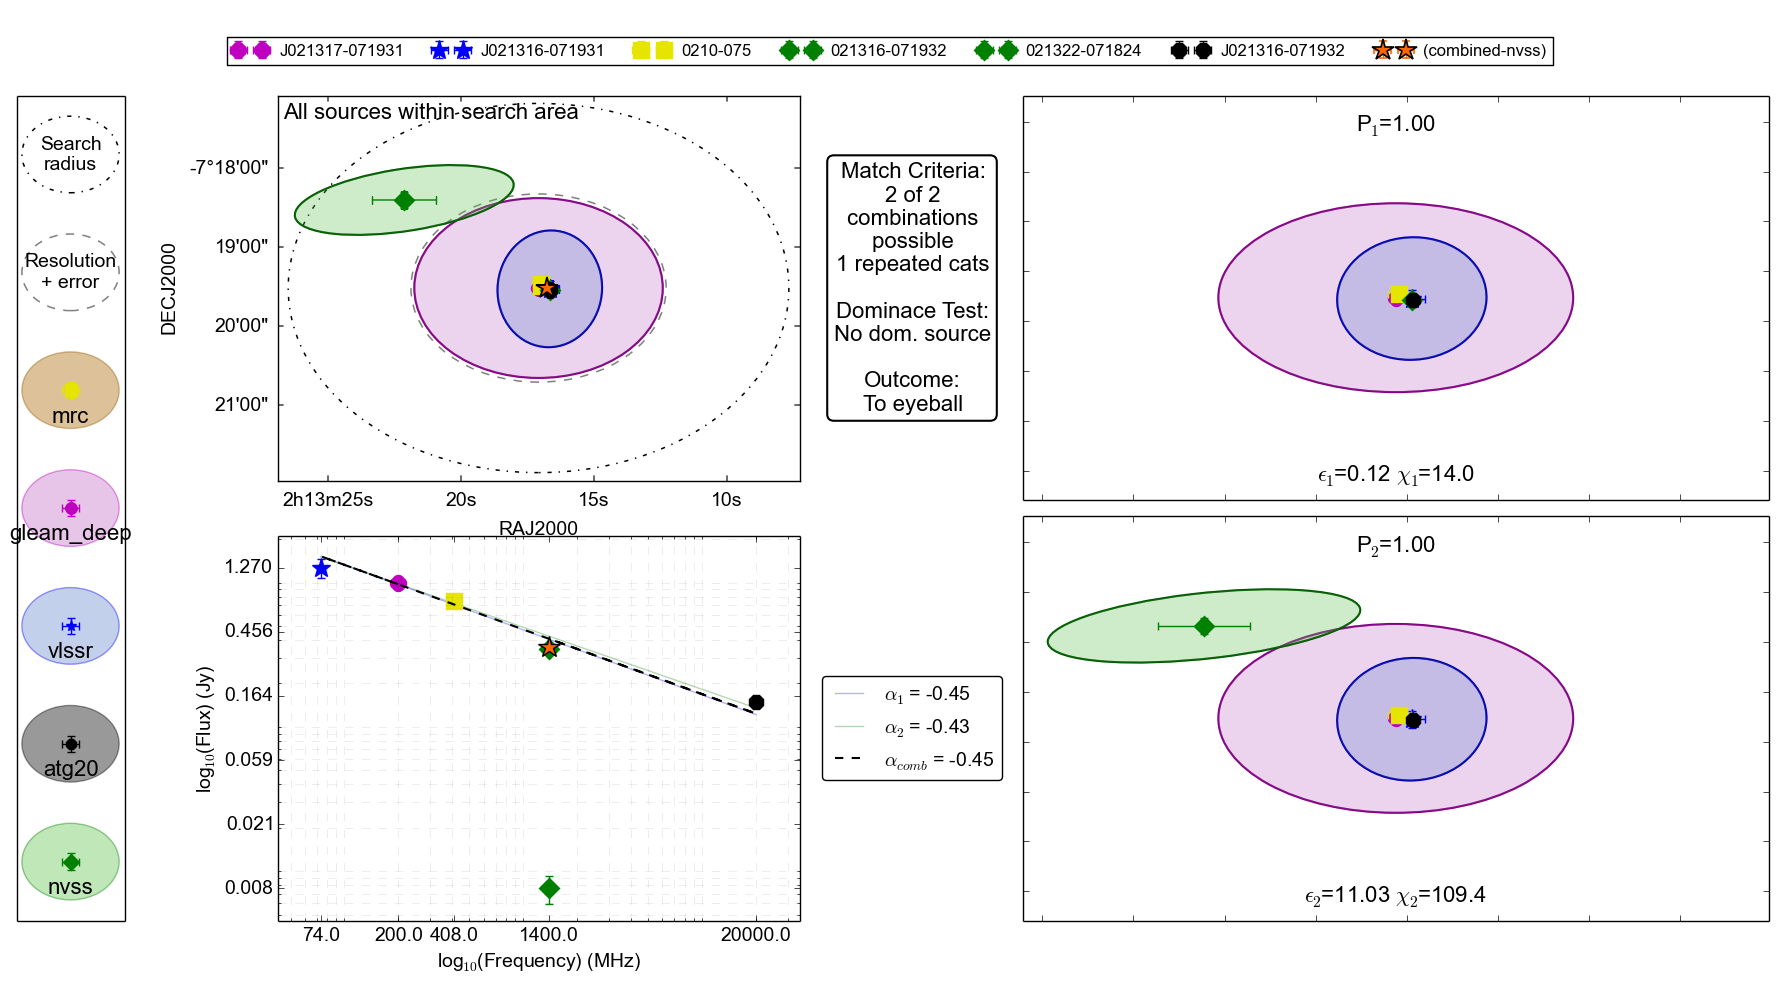 J021317-071931 J021316-071931 0210-075 021316-071932 021322-071824 J021316-071932 (combined-nvss)
Search
radius
Resolution
+ error
mrc
gleam_deep
vlssr
atg20
nvss
All sources within search area
DECJ2000
-7°18'00"
19'00"
20'00"
21'00"
2h13m25s 20s 15s 10s
RAJ2000
Match Criteria:
2 of 2
combinations
possible
1 repeated cats
Dominace Test:
No dom. source
Outcome:
To eyeball
P₁=1.00
ϵ₁=0.12 χ₁=14.0
log₁₀(Flux) (Jy)
1.270
0.456
0.164
0.059
0.021
0.008
74.0 200.0 408.0 1400.0 20000.0
log₁₀(Frequency) (MHz)
α₁ = -0.45
α₂ = -0.43
α_comb = -0.45
P₂=1.00
ϵ₂=11.03 χ₂=109.4